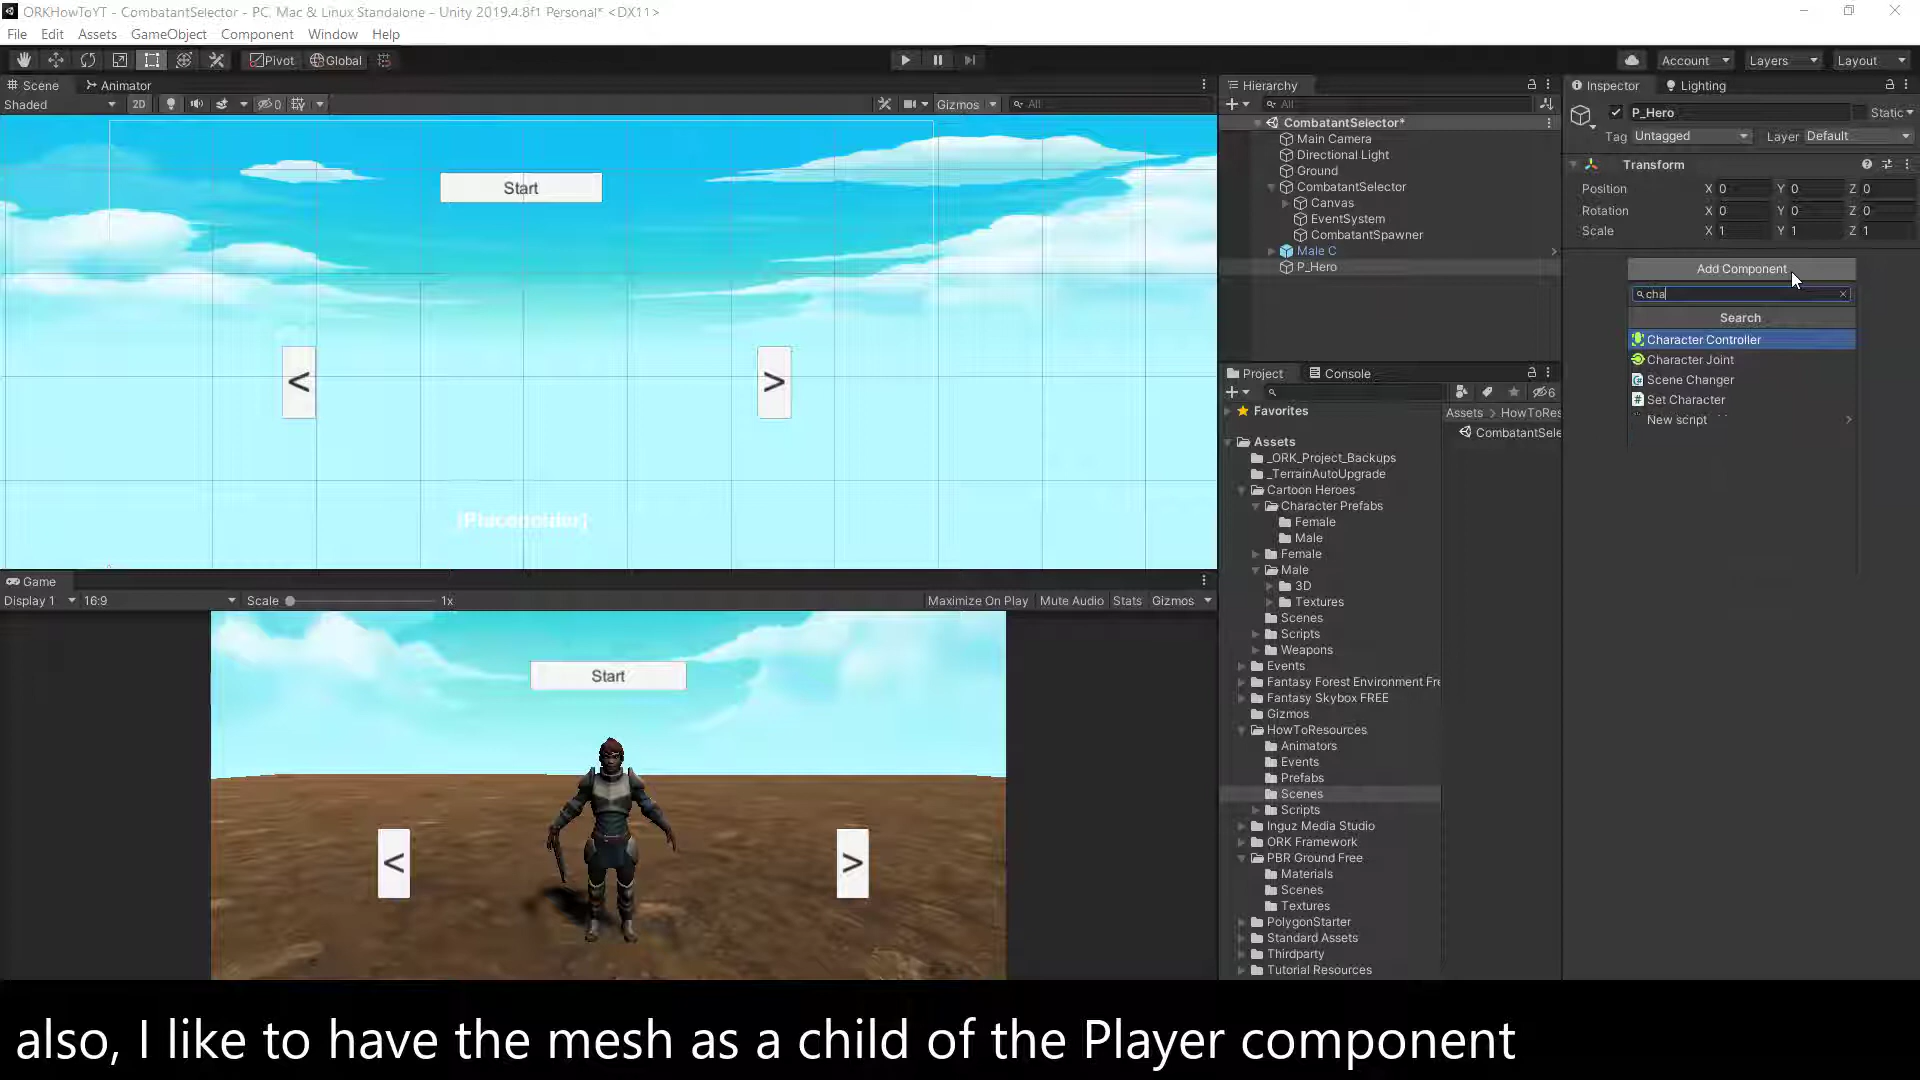 ORKHowToYT - CombatantSelector - PC, Mac & Linux Standalone - Unity 2019.4.8f1 Personal* <DX11>
File Edit Assets GameObject Component Window Help
Pivot Global Account Layers Layout
Scene Animator
Shaded 2D 0 Gizmos All
Start
<
>
Game
Display 1 16:9 Scale 1x Maximize On Play Mute Audio Stats Gizmos
Start
<
>
Hierarchy
All
CombatantSelector*
Main Camera
Directional Light
Ground
CombatantSelector
Canvas
EventSystem
CombatantSpawner
Male C
P_Hero
Project Console
6
Favorites
Assets
_ORK_Project_Backups
_TerrainAutoUpgrade
Cartoon Heroes
Character Prefabs
Female
Male
Female
Male
3D
Textures
Scenes
Scripts
Weapons
Events
Fantasy Forest Environment Fre
Fantasy Skybox FREE
Gizmos
HowToResources
Animators
Events
Prefabs
Scenes
Scripts
Inguz Media Studio
ORK Framework
PBR Ground Free
Materials
Scenes
Textures
PolygonStarter
Standard Assets
Thirdparty
Tutorial Resources
Assets > HowToRes
CombatantSele
Inspector Lighting
P_Hero Static
Tag Untagged Layer Default
Transform
Position X 0 Y 0 Z 0
Rotation X 0 Y 0 Z 0
Scale X 1 Y 1 Z 1
Add Component
cha
Search
Character Controller
Character Joint
Scene Changer
Set Character
New script
also, I like to have the mesh as a child of the Player component